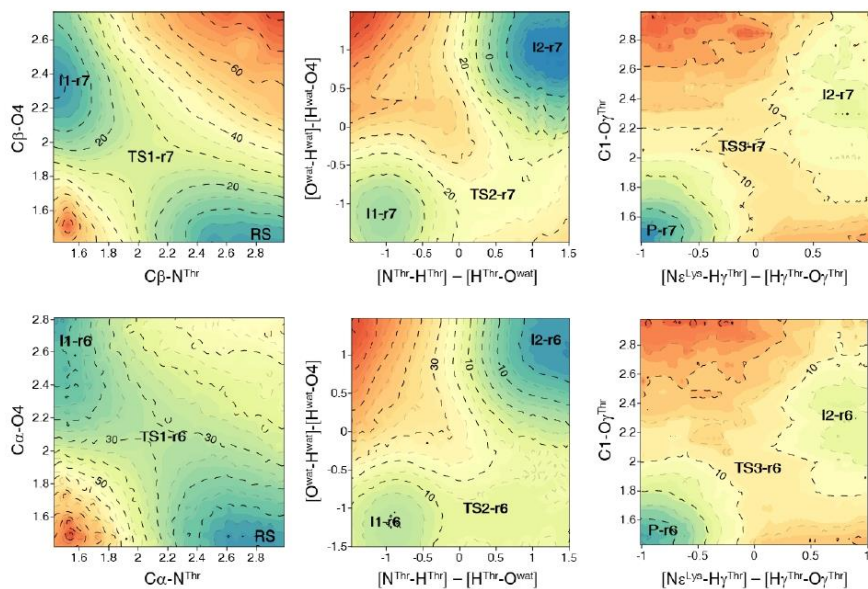 2.6
2.4
2.2
2.0
1.8
1.6
Cβ-O4
I1-r7
TS1-r7
RS
60
40
20
20
1.6 1.8 2.0 2.2 2.4 2.6 2.8
Cβ-N^Thr
1
0.5
0
-0.5
-1
[O^wat-H^wat]-[H^wat-O4]
I2-r7
TS2-r7
I1-r7
20
0
20
-1 -0.5 0 0.5 1 1.5
[N^Thr-H^Thr] – [H^Thr-O^wat]
2.8
2.6
2.4
2.2
2
1.8
1.6
C1-Oγ^Thr
I2-r7
TS3-r7
P-r7
10
10
-1 -0.5 0 0.5 1
[Nε^Lys-Hγ^Thr] – [Hγ^Thr-Oγ^Thr]
2.8
2.6
2.4
2.2
2.0
1.8
1.6
Cα-O4
I1-r6
TS1-r6
RS
30
30
50
1.6 1.8 2.0 2.2 2.4 2.6 2.8
Cα-N^Thr
1
0.5
0
-0.5
-1
-1.5
[O^wat-H^wat]-[H^wat-O4]
I2-r6
TS2-r6
I1-r6
30
10
-10
10
-1 -0.5 0 0.5 1 1.5
[N^Thr-H^Thr] – [H^Thr-O^wat]
2.8
2.6
2.4
2.2
2
1.8
1.6
C1-Oγ^Thr
I2-r6
TS3-r6
P-r6
10
10
-1 -0.5 0 0.5 1
[Nε^Lys-Hγ^Thr] – [Hγ^Thr-Oγ^Thr]